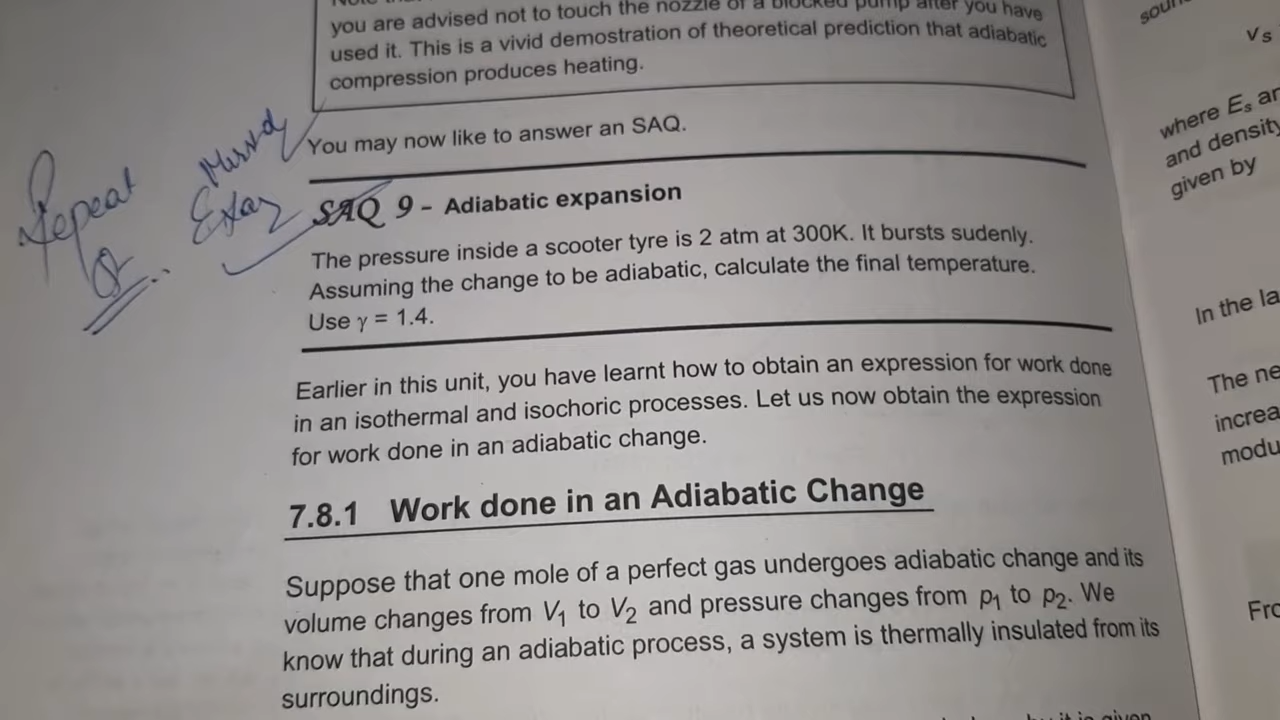 you are advised not to touch the nozzle of a blocked pump after you have
used it. This is a vivid demostration of theoretical prediction that adiabatic
compression produces heating.
You may now like to answer an SAQ.
Repeat
SAQ 9 - Adiabatic expansion
The pressure inside a scooter tyre is 2 atm at 300K. It bursts sudenly.
Assuming the change to be adiabatic, calculate the final temperature.
Use γ = 1.4.
Earlier in this unit, you have learnt how to obtain an expression for work done
in an isothermal and isochoric processes. Let us now obtain the expression
for work done in an adiabatic change.
7.8.1 Work done in an Adiabatic Change
Suppose that one mole of a perfect gas undergoes adiabatic change and its
volume changes from V₁ to V₂ and pressure changes from p₁ to p₂. We
know that during an adiabatic process, a system is thermally insulated from its
surroundings.
where Eₛ
and density
given by
In the
The